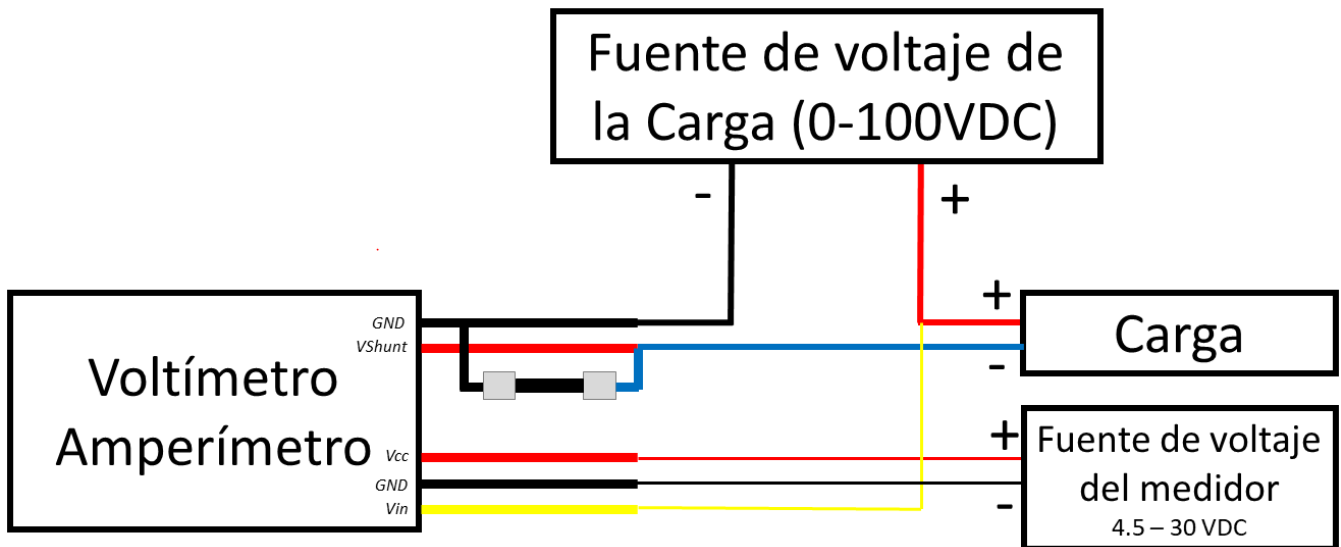 Fuente de voltaje de
la Carga (0-100VDC)
-
+
GND
VShunt
Voltímetro
Amperímetro
Vcc
GND
Vin
+
Carga
-
+
Fuente de voltaje
del medidor
-
4.5 – 30 VDC